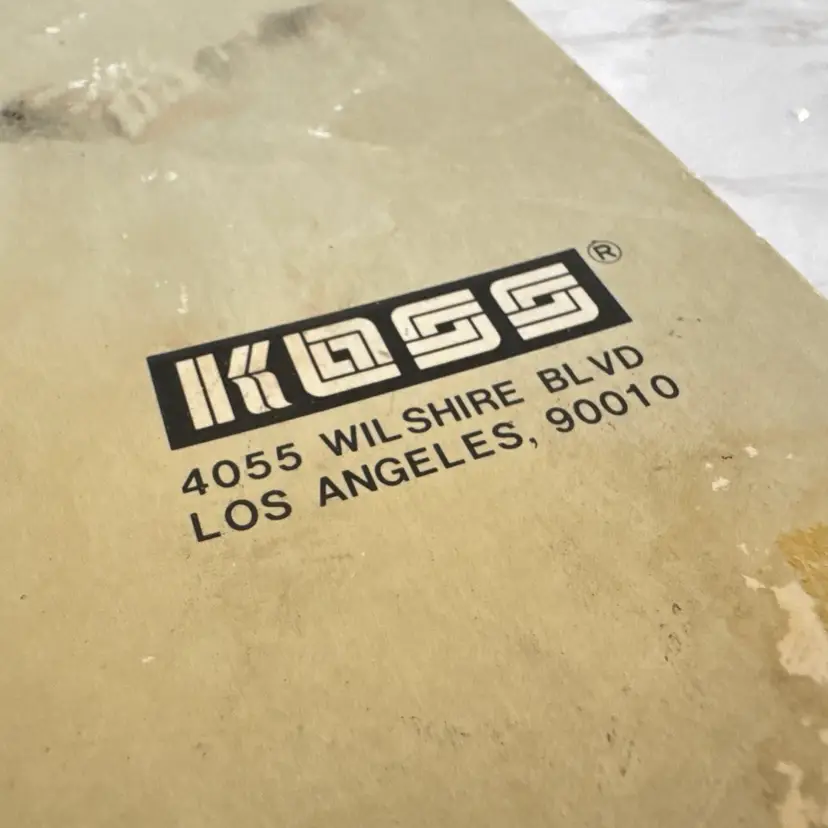 KOSS®
4055 WILSHIRE BLVD
LOS ANGELES, 90010